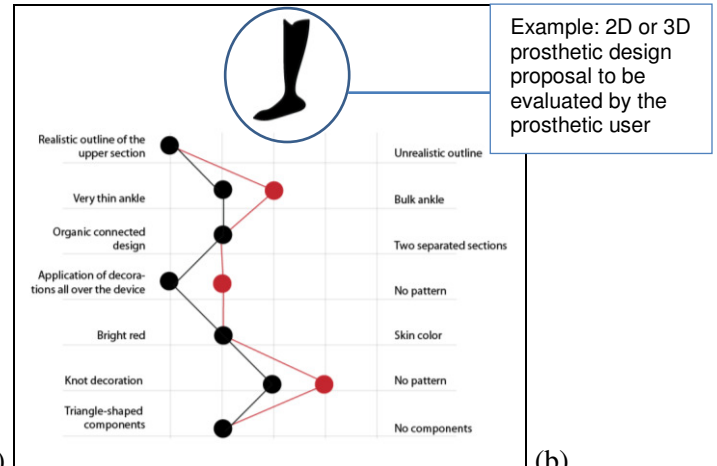 Example: 2D or 3D
prosthetic design
proposal to be
evaluated by the
prosthetic user
Realistic outline of the
upper section
Unrealistic outline
Very thin ankle
Bulk ankle
Organic connected
design
Two separated sections
Application of decora-
tions all over the device
No pattern
Bright red
Skin color
Knot decoration
No pattern
Triangle-shaped
components
No components
)
(b)